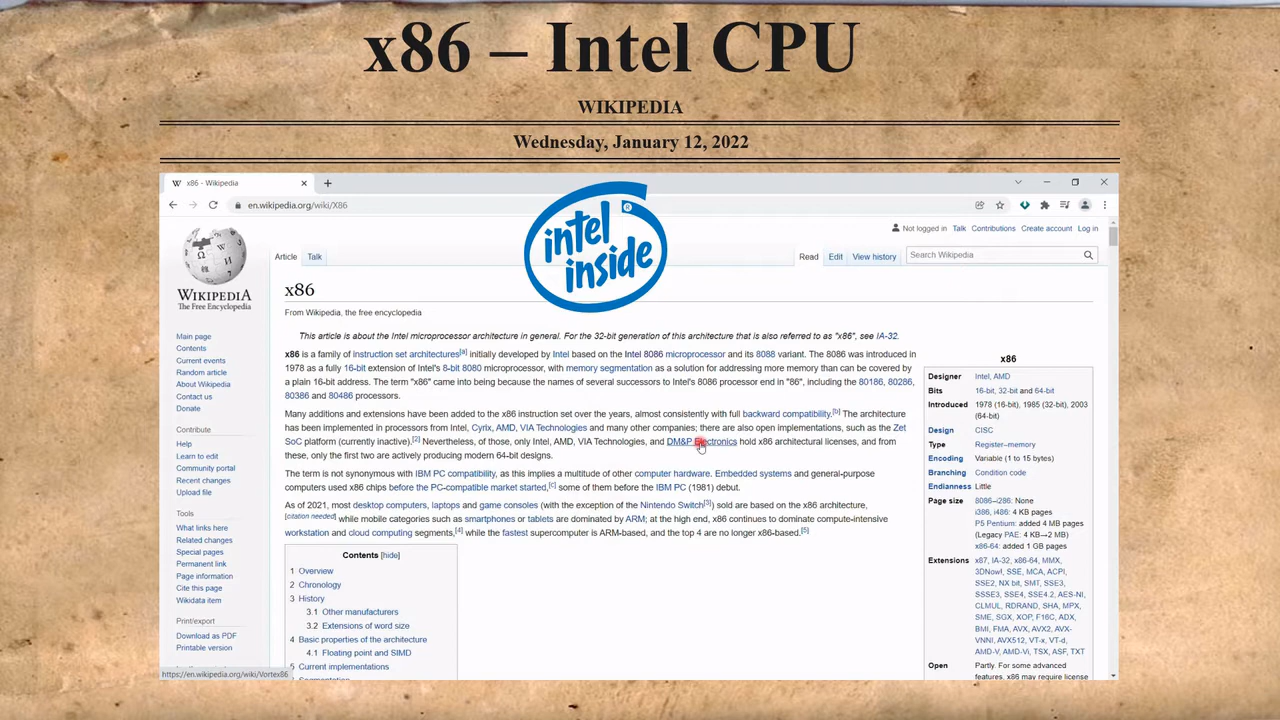 x86 – Intel CPU
WIKIPEDIA
Wednesday, January 12, 2022
x86 - Wikipedia
en.wikipedia.org/wiki/X86
intel inside
®
WIKIPEDIA
The Free Encyclopedia
Not logged in Talk Contributions Create account Log in
Article Talk
Read Edit View history Search Wikipedia
x86
From Wikipedia, the free encyclopedia
This article is about the Intel microprocessor architecture in general. For the 32-bit generation of this architecture that is also referred to as "x86", see IA-32.
x86 is a family of instruction set architectures[a] initially developed by Intel based on the Intel 8086 microprocessor and its 8088 variant. The 8086 was introduced in
1978 as a fully 16-bit extension of Intel's 8-bit 8080 microprocessor, with memory segmentation as a solution for addressing more memory than can be covered by
a plain 16-bit address. The term "x86" came into being because the names of several successors to Intel's 8086 processor end in "86", including the 80186, 80286,
80386 and 80486 processors.
Many additions and extensions have been added to the x86 instruction set over the years, almost consistently with full backward compatibility.[b] The architecture
has been implemented in processors from Intel, Cyrix, AMD, VIA Technologies and many other companies; there are also open implementations, such as the Zet
SoC platform (currently inactive).[2] Nevertheless, of those, only Intel, AMD, VIA Technologies, and DM&P Electronics hold x86 architectural licenses, and from
these, only the first two are actively producing modern 64-bit designs.
The term is not synonymous with IBM PC compatibility, as this implies a multitude of other computer hardware. Embedded systems and general-purpose
computers used x86 chips before the PC-compatible market started,[c] some of them before the IBM PC (1981) debut.
As of 2021, most desktop computers, laptops and game consoles (with the exception of the Nintendo Switch[3]) sold are based on the x86 architecture,
[citation needed] while mobile categories such as smartphones or tablets are dominated by ARM; at the high end, x86 continues to dominate compute-intensive
workstation and cloud computing segments,[4] while the fastest supercomputer is ARM-based, and the top 4 are no longer x86-based.[5]
Contents [hide]
1 Overview
2 Chronology
3 History
3.1 Other manufacturers
3.2 Extensions of word size
4 Basic properties of the architecture
4.1 Floating point and SIMD
5 Current implementations
Main page
Contents
Current events
Random article
About Wikipedia
Contact us
Donate
Contribute
Help
Learn to edit
Community portal
Recent changes
Upload file
Tools
What links here
Related changes
Special pages
Permanent link
Page information
Cite this page
Wikidata item
Print/export
Download as PDF
Printable version
https://en.wikipedia.org/wiki/Vortex86
x86
Designer Intel, AMD
Bits 16-bit, 32-bit and 64-bit
Introduced 1978 (16-bit), 1985 (32-bit), 2003
(64-bit)
Design CISC
Type Register–memory
Encoding Variable (1 to 15 bytes)
Branching Condition code
Endianness Little
Page size 8086–i286: None
i386, i486: 4 KB pages
P5 Pentium: added 4 MB pages
(Legacy PAE: 4 KB→2 MB)
x86-64: added 1 GB pages
Extensions x87, IA-32, x86-64, MMX,
3DNow!, SSE, MCA, ACPI,
SSE2, NX bit, SMT, SSE3,
SSSE3, SSE4, SSE4.2, AES-NI,
CLMUL, RDRAND, SHA, MPX,
SME, SGX, XOP, F16C, ADX,
BMI, FMA, AVX, AVX2, AVX-
VNNI, AVX512, VT-x, VT-d,
AMD-V, AMD-Vi, TSX, ASF, TXT
Open Partly. For some advanced
features, x86 may require license